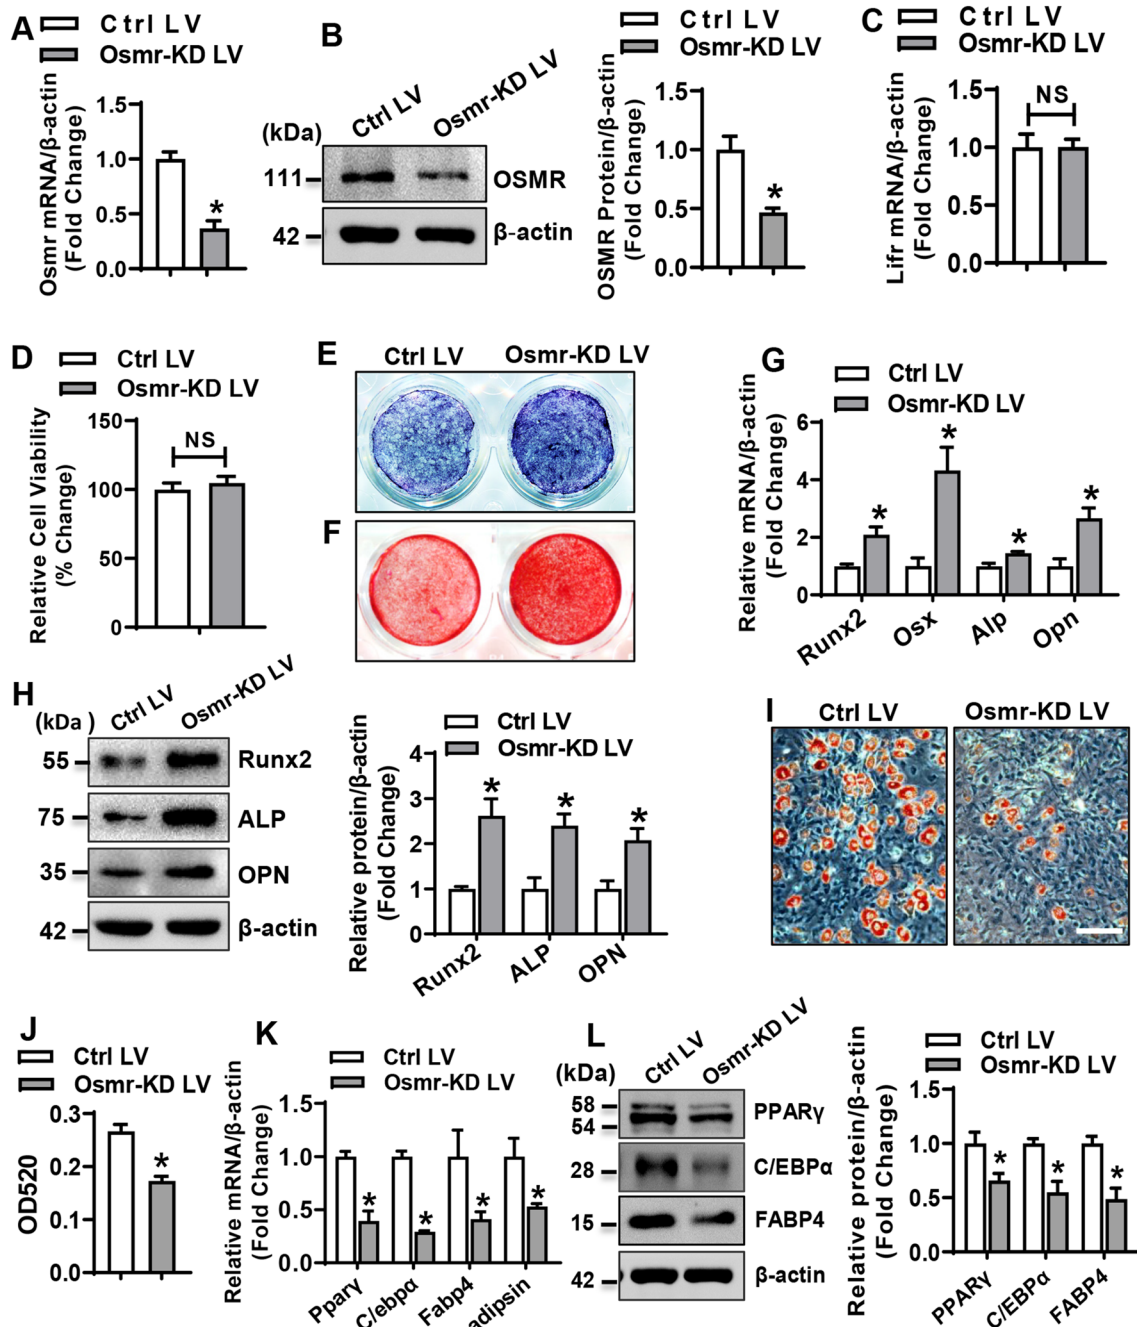 A
Ctrl LV
Osmr-KD LV
Osmr mRNA/β-actin
(Fold Change)
1.5
1.0
0.5
0.0
*
B
(kDa)
Ctrl LV
Osmr-KD LV
111
OSMR
42
β-actin
Ctrl LV
Osmr-KD LV
OSMR Protein/β-actin
(Fold Change)
1.5
1.0
0.5
0.0
*
C
Ctrl LV
Osmr-KD LV
Lifr mRNA/β-actin
(Fold Change)
1.5
1.0
0.5
0.0
NS
D
Ctrl LV
Osmr-KD LV
Relative Cell Viability
(% Change)
150
100
50
0
NS
E
Ctrl LV
Osmr-KD LV
F
G
Ctrl LV
Osmr-KD LV
Relative mRNA/β-actin
(Fold Change)
6
4
2
0
*
*
*
*
Runx2
Osx
Alp
Opn
H
(kDa )
Ctrl LV
Osmr-KD LV
55
Runx2
75
ALP
35
OPN
42
β-actin
Ctrl LV
Osmr-KD LV
Relative protein/β-actin
(Fold Change)
4
3
2
1
0
*
*
*
Runx2
ALP
OPN
I
Ctrl LV
Osmr-KD LV
J
Ctrl LV
Osmr-KD LV
OD520
0.3
0.2
0.1
0.0
*
K
Ctrl LV
Osmr-KD LV
Relative mRNA/β-actin
(Fold Change)
1.5
1.0
0.5
0.0
*
*
*
*
Pparγ
C/ebpα
Fabp4
adipsin
L
(kDa)
Ctrl LV
Osmr-KD LV
58
54
PPARγ
28
C/EBPα
15
FABP4
42
β-actin
Ctrl LV
Osmr-KD LV
Relative protein/β-actin
(Fold Change)
1.5
1.0
0.5
0.0
*
*
*
PPARγ
C/EBPα
FABP4